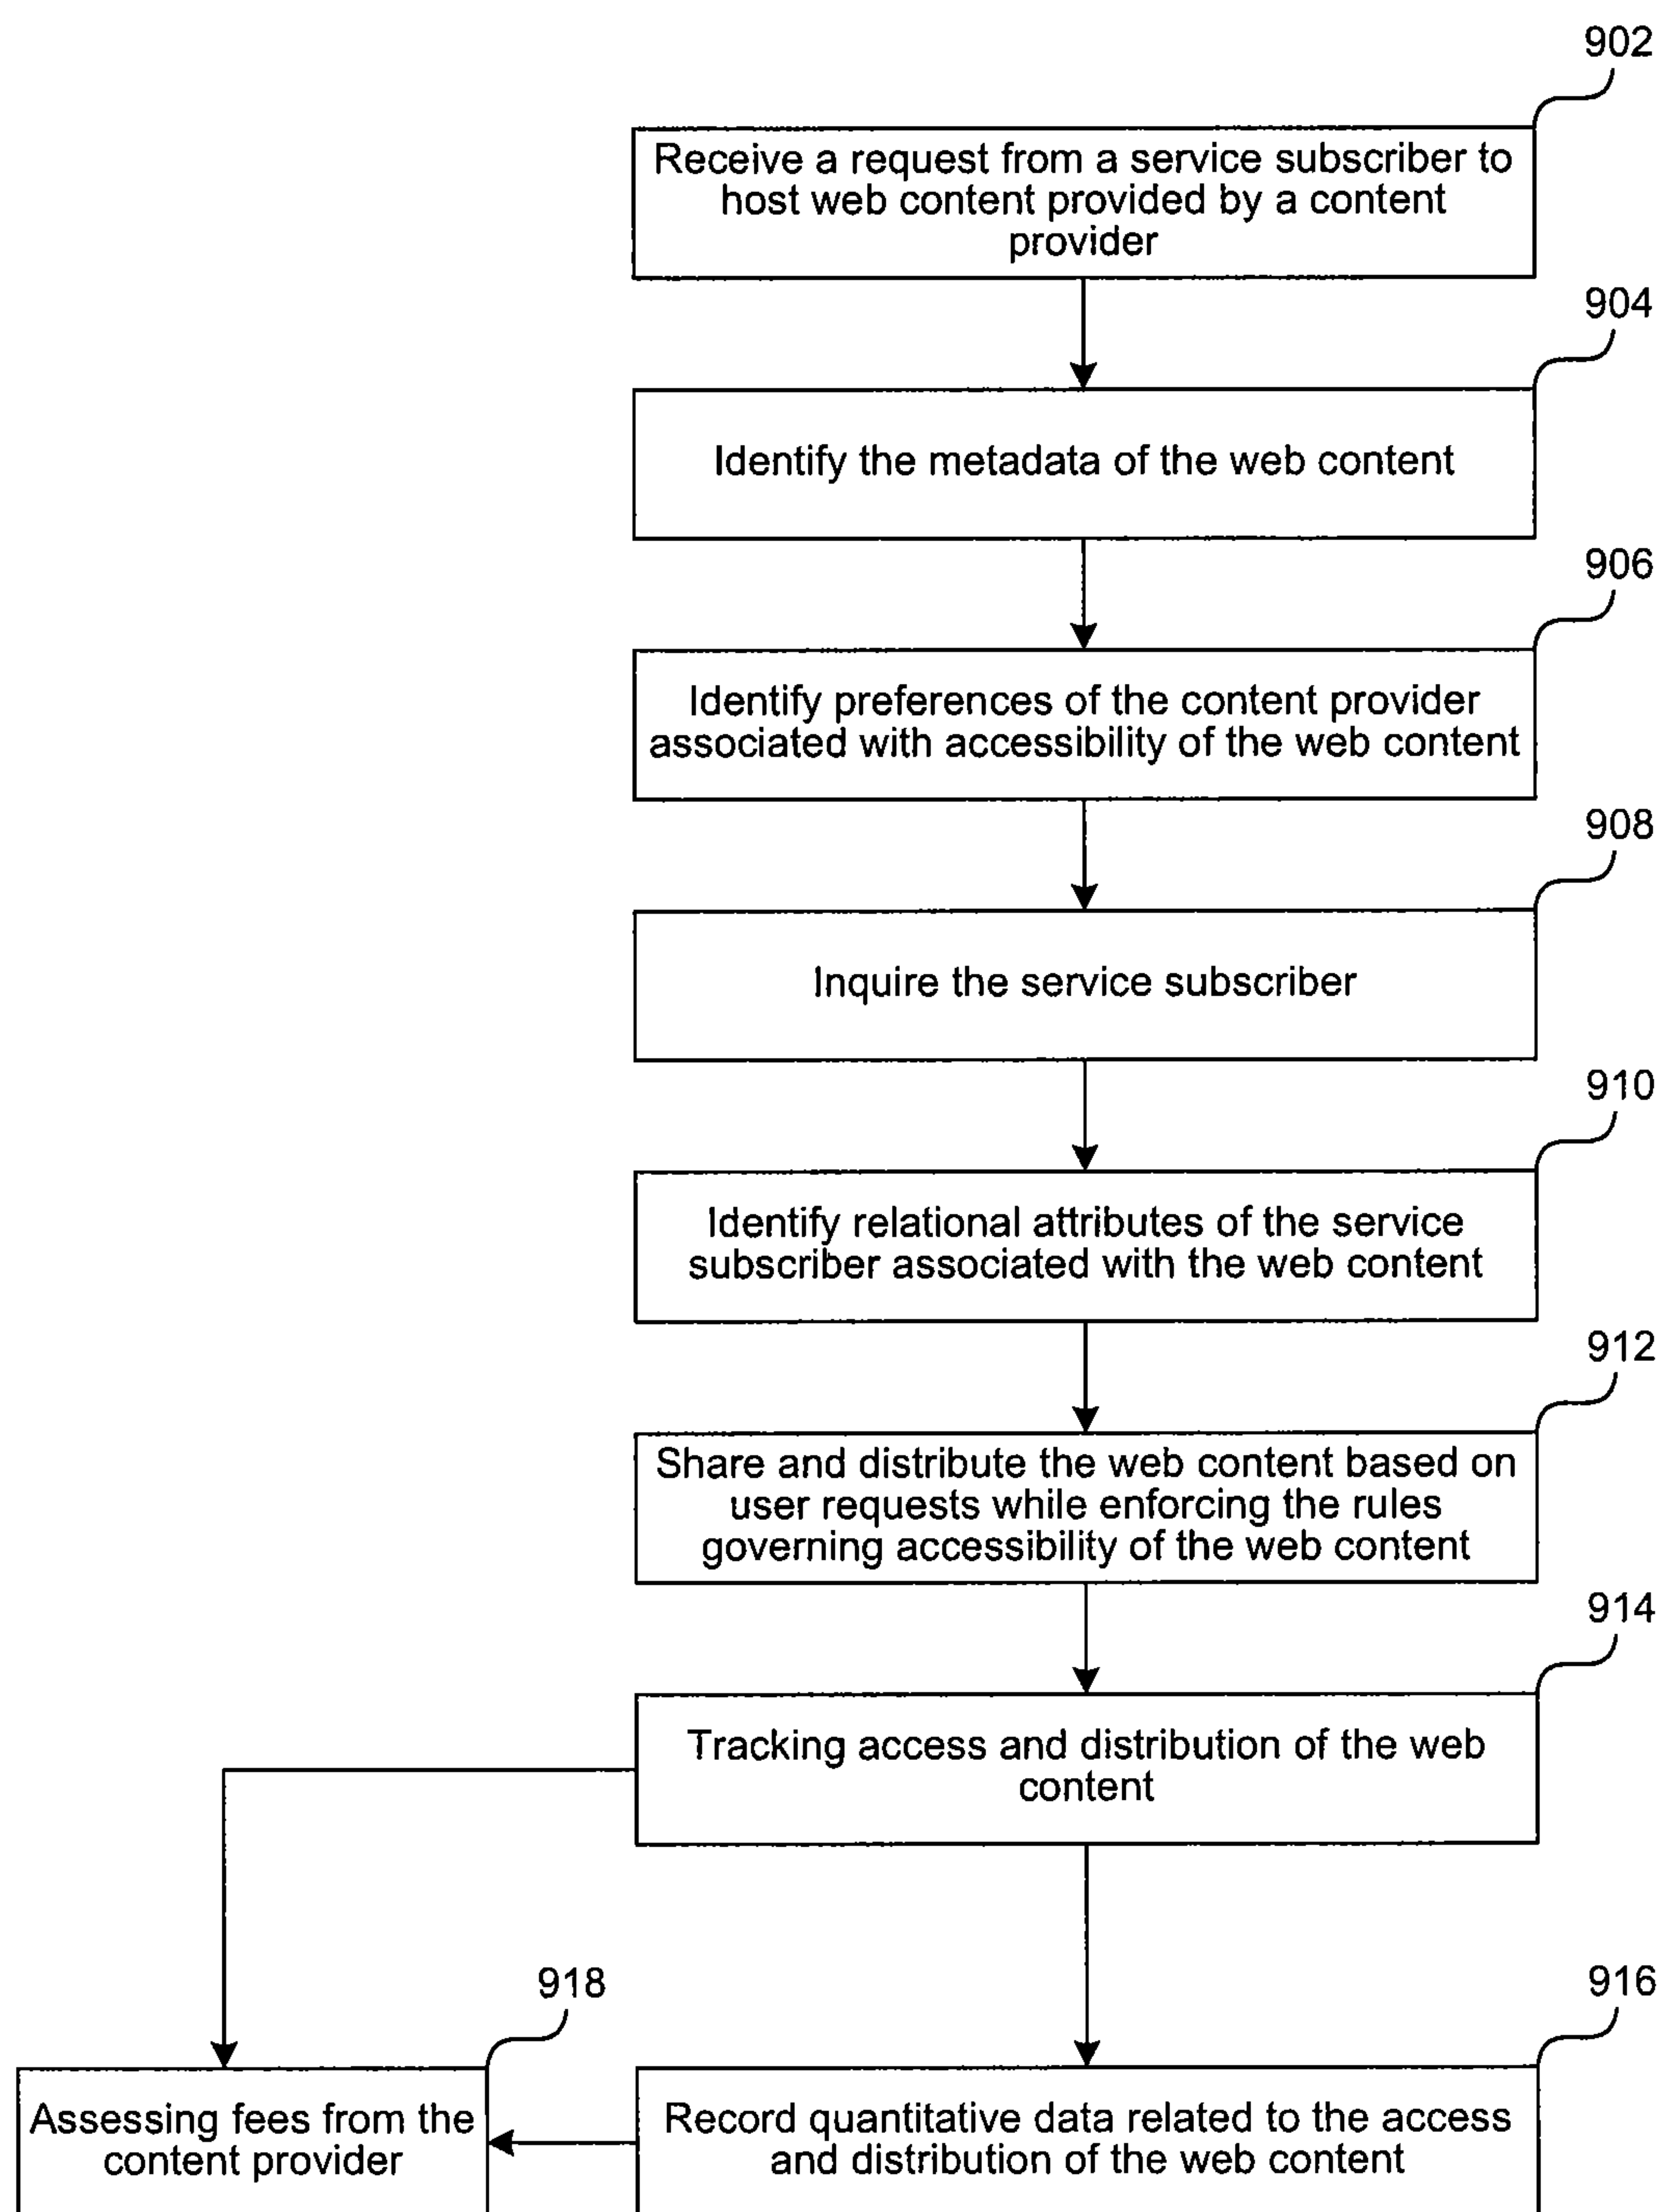 902
Receive a request from a service subscriber to
host web content provided by a content
provider
904
Identify the metadata of the web content
906
Identify preferences of the content provider
associated with accessibility of the web content
908
Inquire the service subscriber
910
Identify relational attributes of the service
subscriber associated with the web content
912
Share and distribute the web content based on
user requests while enforcing the rules
governing accessibility of the web content
914
Tracking access and distribution of the web
content
918
Assessing fees from the
content provider
916
Record quantitative data related to the access
and distribution of the web content